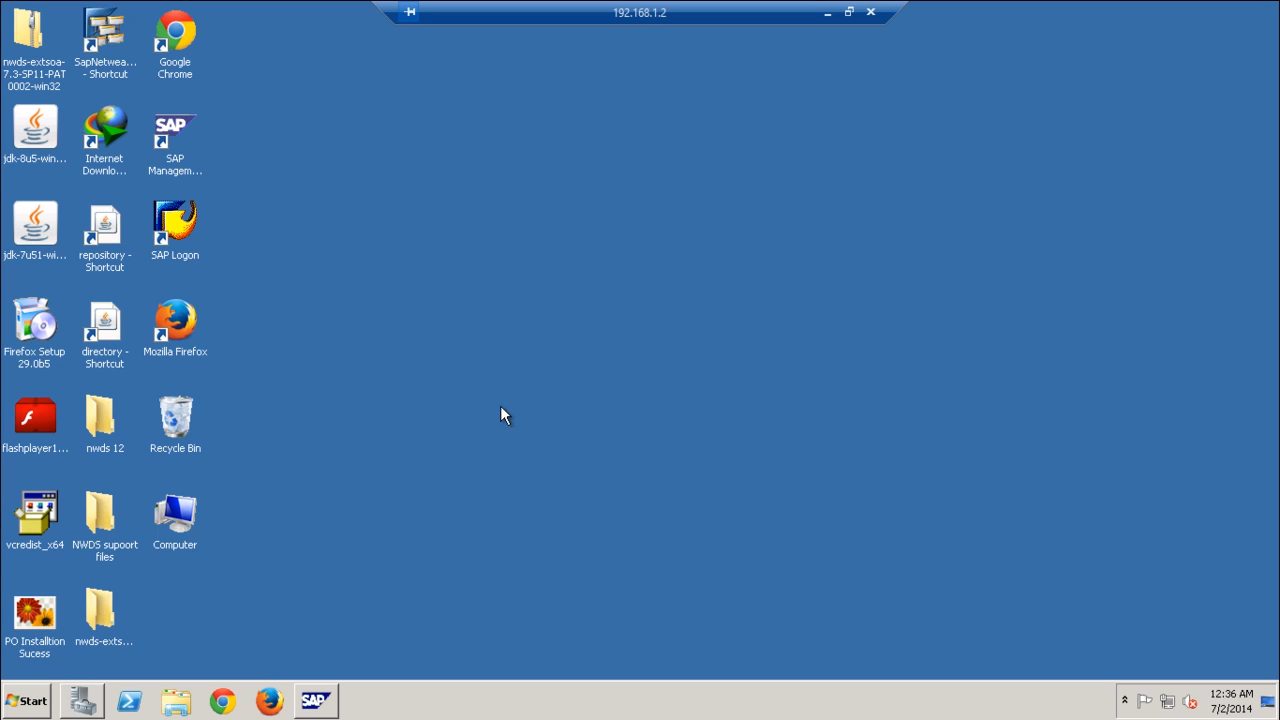 192.168.1.2
nwds-extsoa-
7.3-SP11-PAT
0002-win32
SapNetwea...
- Shortcut
Google
Chrome
jdk-8u5-win...
Internet
Downlo...
SAP
SAP
Managem...
jdk-7u51-wi...
repository -
Shortcut
SAP Logon
Firefox Setup
29.0b5
directory -
Shortcut
Mozilla Firefox
flashplayer1...
nwds 12
Recycle Bin
vcredist_x64
NWDS supoort
files
Computer
PO Installtion
Sucess
nwds-exts...
Start
SAP
12:36 AM
7/2/2014